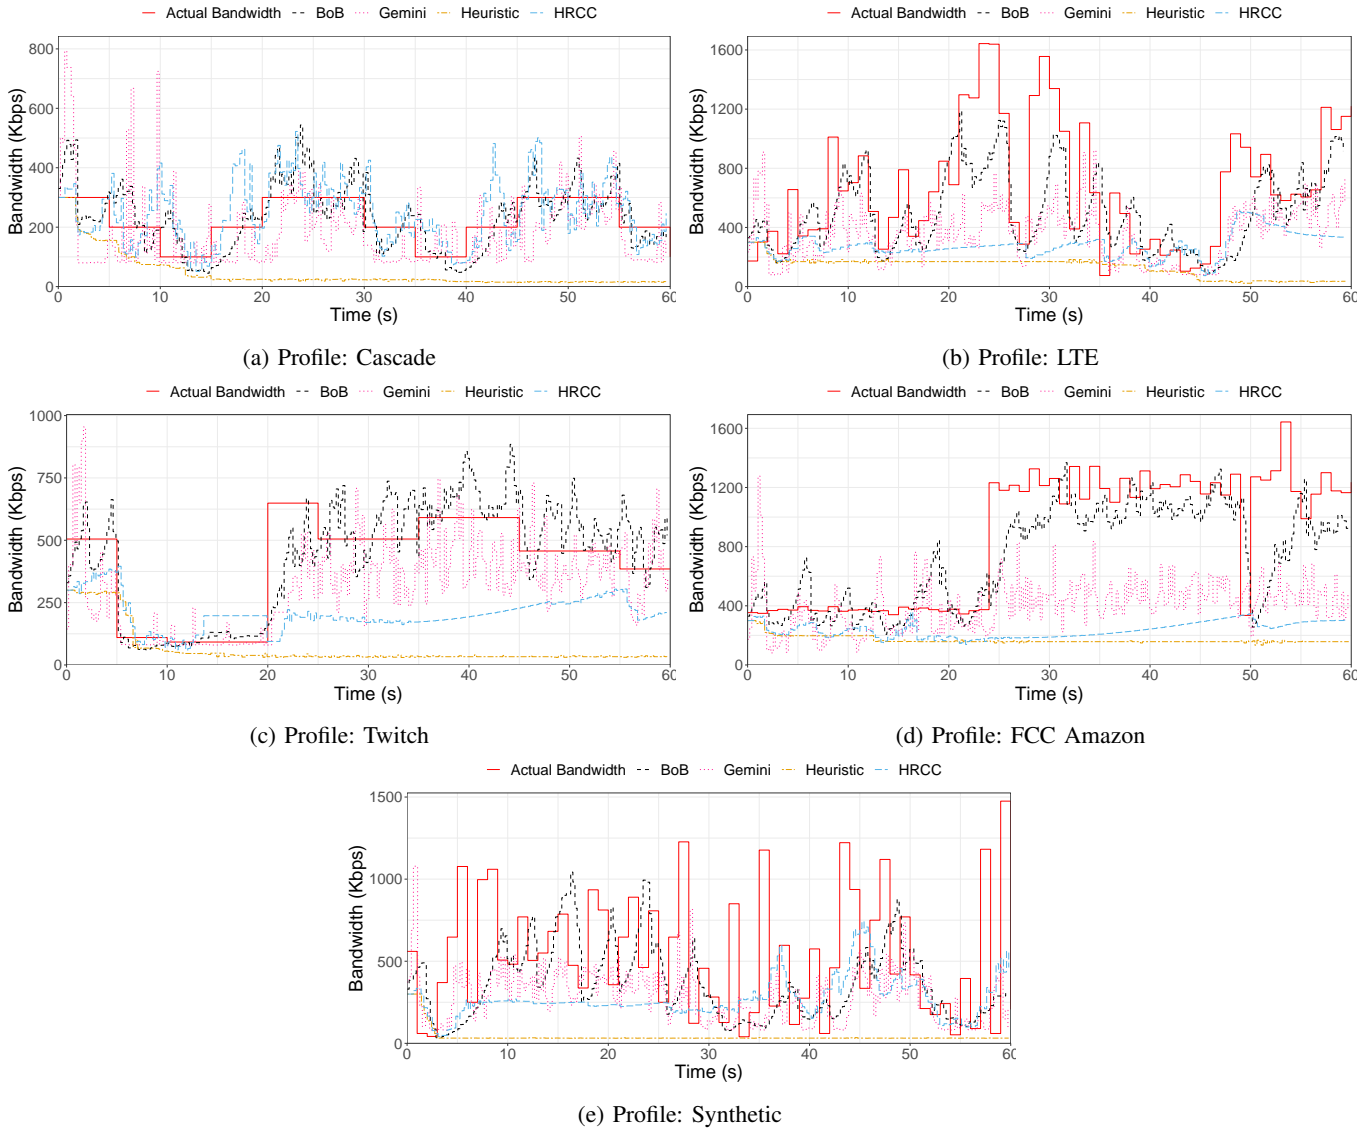 Actual Bandwidth BoB Gemini Heuristic HRCC
800
600
400
200
0
Bandwidth (Kbps)
0 10 20 30 40 50 60
Time (s)
(a) Profile: Cascade
Actual Bandwidth BoB Gemini Heuristic HRCC
1600
1200
800
400
0
Bandwidth (Kbps)
0 10 20 30 40 50 60
Time (s)
(b) Profile: LTE
Actual Bandwidth BoB Gemini Heuristic HRCC
1000
750
500
250
0
Bandwidth (Kbps)
0 10 20 30 40 50 60
Time (s)
(c) Profile: Twitch
Actual Bandwidth BoB Gemini Heuristic HRCC
1600
1200
800
400
0
Bandwidth (Kbps)
0 10 20 30 40 50 60
Time (s)
(d) Profile: FCC Amazon
Actual Bandwidth BoB Gemini Heuristic HRCC
1500
1000
500
0
Bandwidth (Kbps)
0 10 20 30 40 50 60
Time (s)
(e) Profile: Synthetic